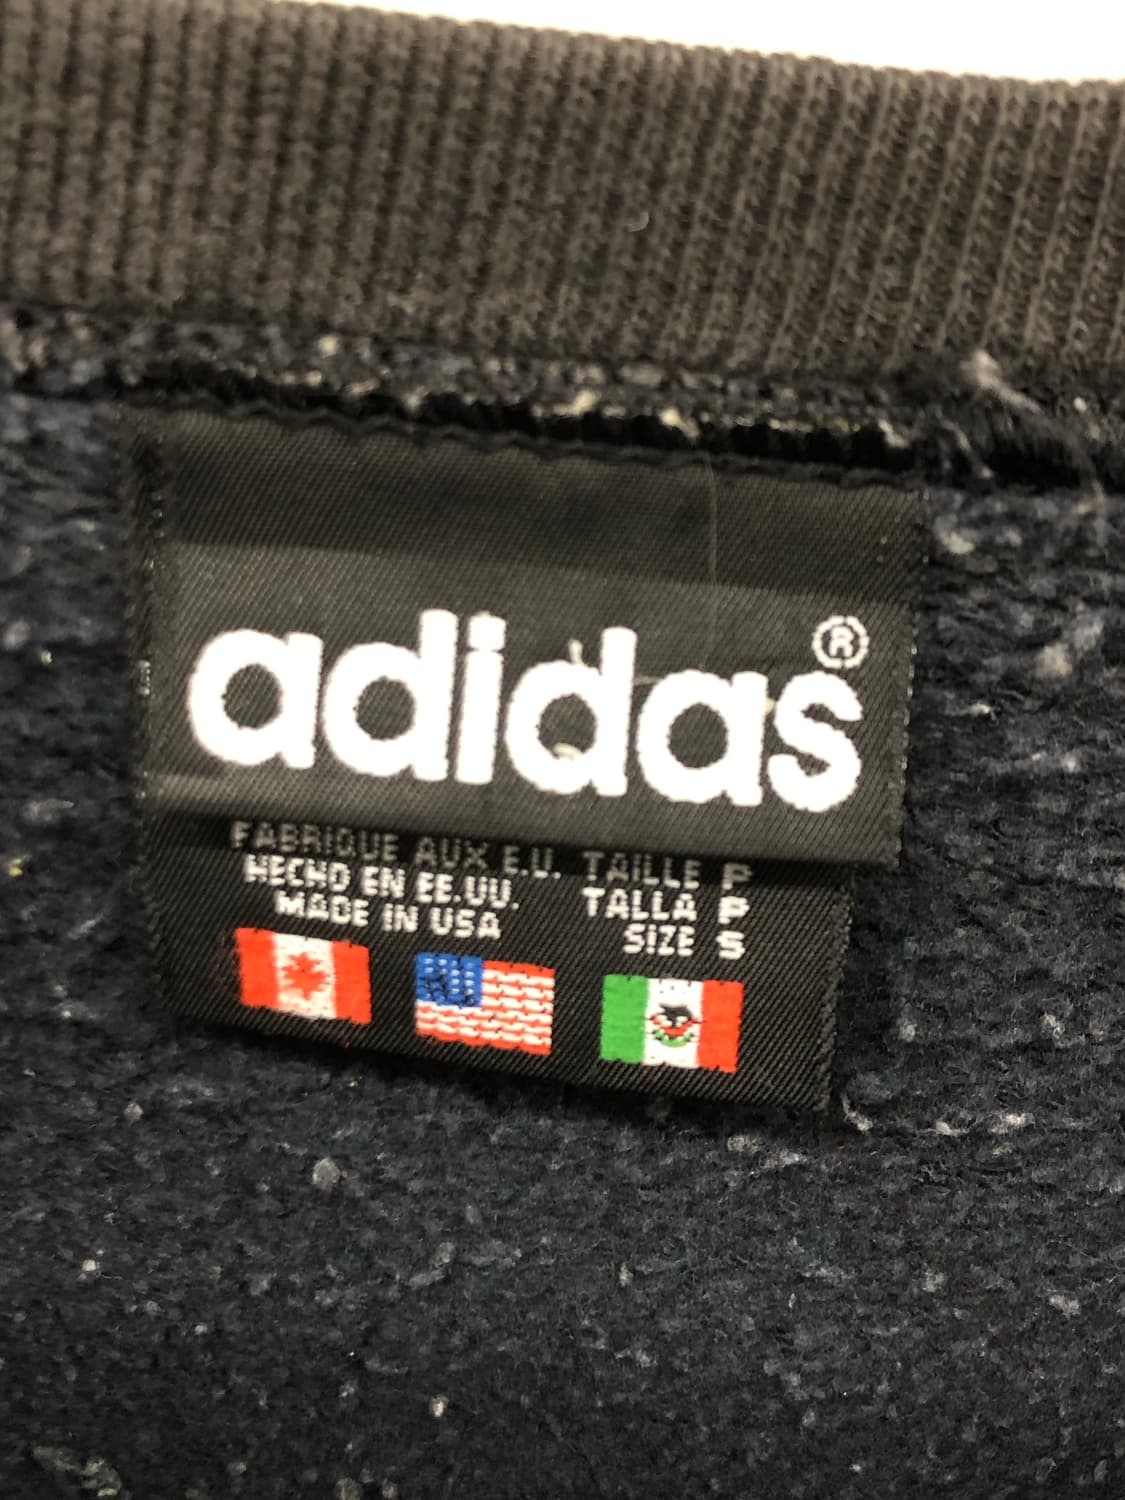 adidas®
FABRIQUE AUX E.U. TAILLE P
HECHO EN EE.UU. TALLA P
MADE IN USA SIZE S